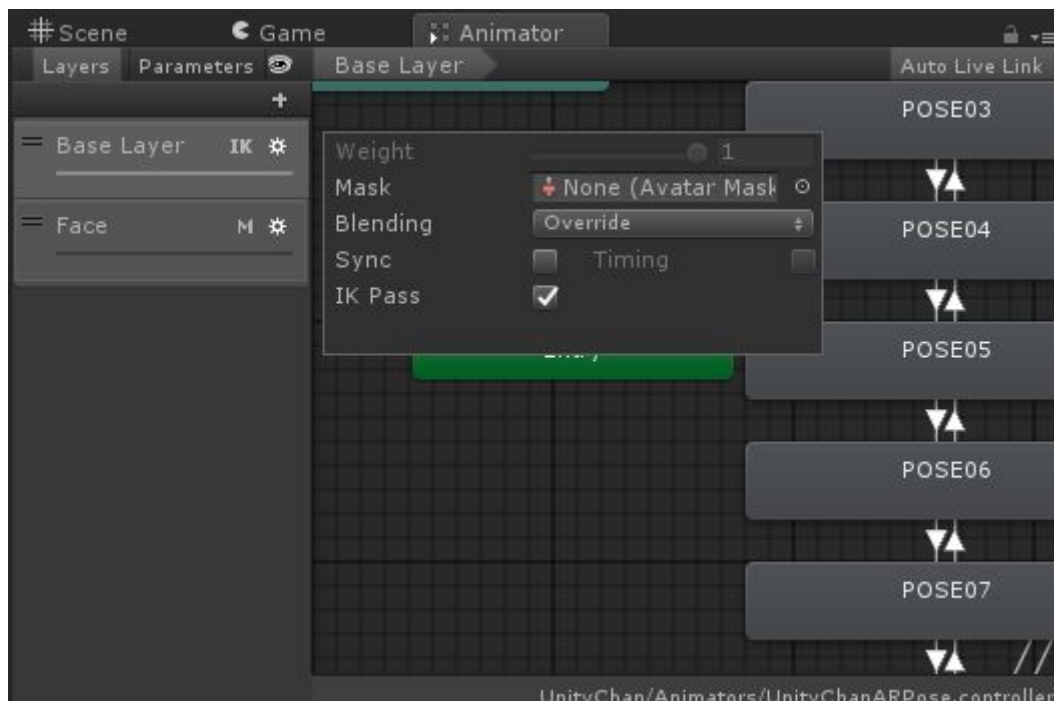 Scene Game Animator
Layers Parameters Base Layer Auto Live Link
+
POSE03
Base Layer IK
Weight 1
Mask None (Avatar Mask
Face M
Blending Override
POSE04
Sync Timing
IK Pass
POSE05
POSE06
POSE07
UnityChan/Animators/UnityChanARPose.controller